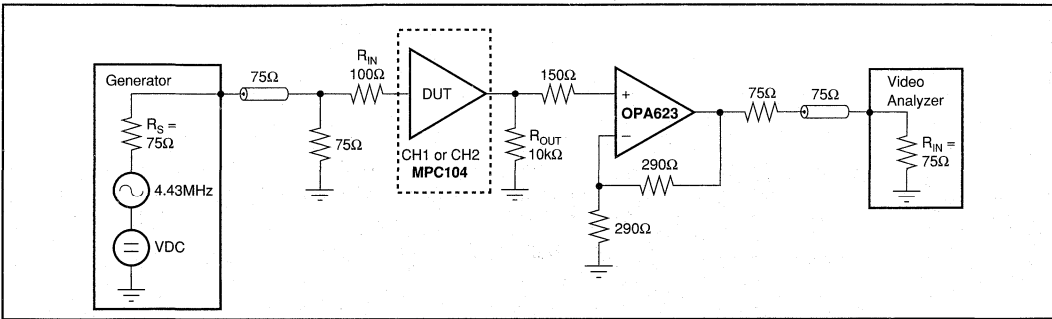 Generator
R_S =
75Ω
4.43MHz
VDC
75Ω
75Ω
R_IN
100Ω
DUT
CH1 or CH2
MPC104
R_OUT
10kΩ
150Ω
+
OPA623
−
290Ω
290Ω
75Ω
75Ω
Video
Analyzer
R_IN =
75Ω